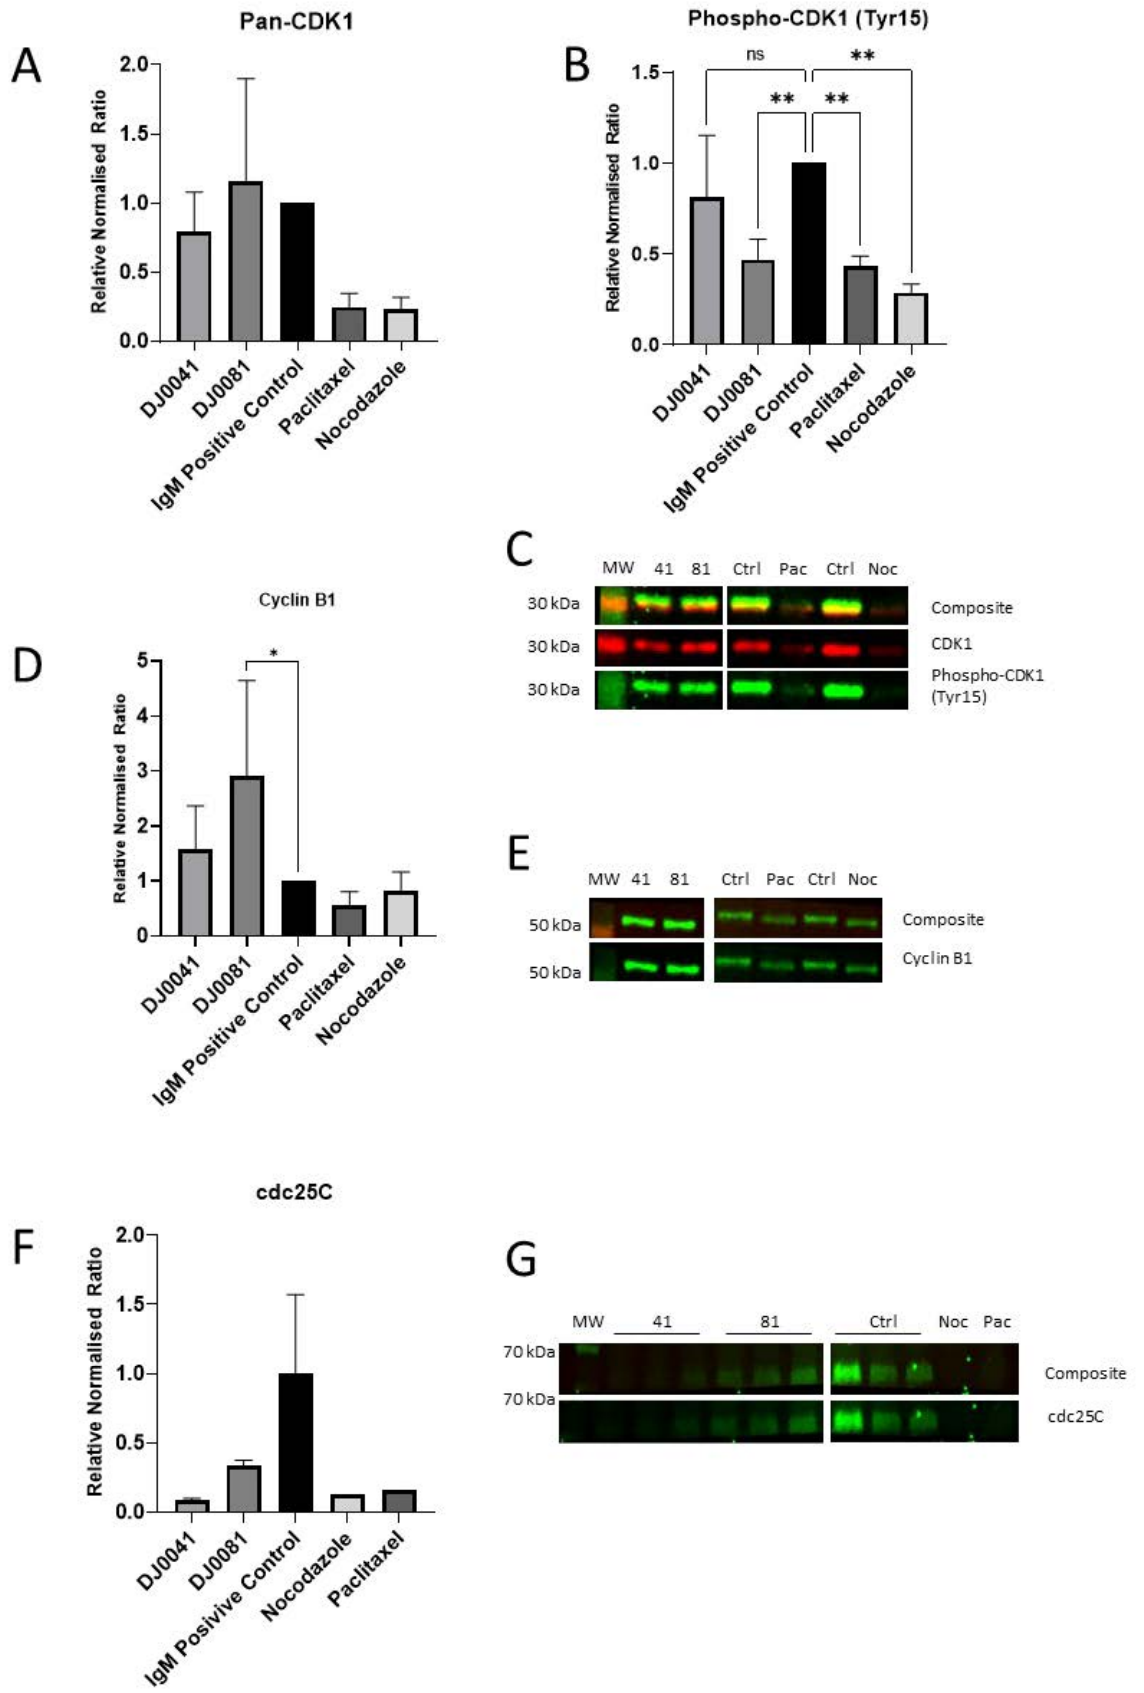 A
Pan-CDK1
Relative Normalised Ratio
2.0
1.5
1.0
0.5
0.0
DJ0041
DJ0081
IgM Positive Control
Paclitaxel
Nocodazole
B
Phospho-CDK1 (Tyr15)
ns
**
**
**
Relative Normalised Ratio
1.5
1.0
0.5
0.0
DJ0041
DJ0081
IgM Positive Control
Paclitaxel
Nocodazole
C
MW 41 81 Ctrl Pac Ctrl Noc
30 kDa Composite
30 kDa CDK1
30 kDa Phospho-CDK1
(Tyr15)
D
Cyclin B1
*
Relative Normalised Ratio
5
4
3
2
1
0
DJ0041
DJ0081
IgM Positive Control
Paclitaxel
Nocodazole
E
MW 41 81 Ctrl Pac Ctrl Noc
50 kDa Composite
50 kDa Cyclin B1
F
cdc25C
Relative Normalised Ratio
2.0
1.5
1.0
0.5
0.0
DJ0041
DJ0081
IgM Posivive Control
Nocodazole
Paclitaxel
G
MW 41 81 Ctrl Noc Pac
70 kDa Composite
70 kDa cdc25C